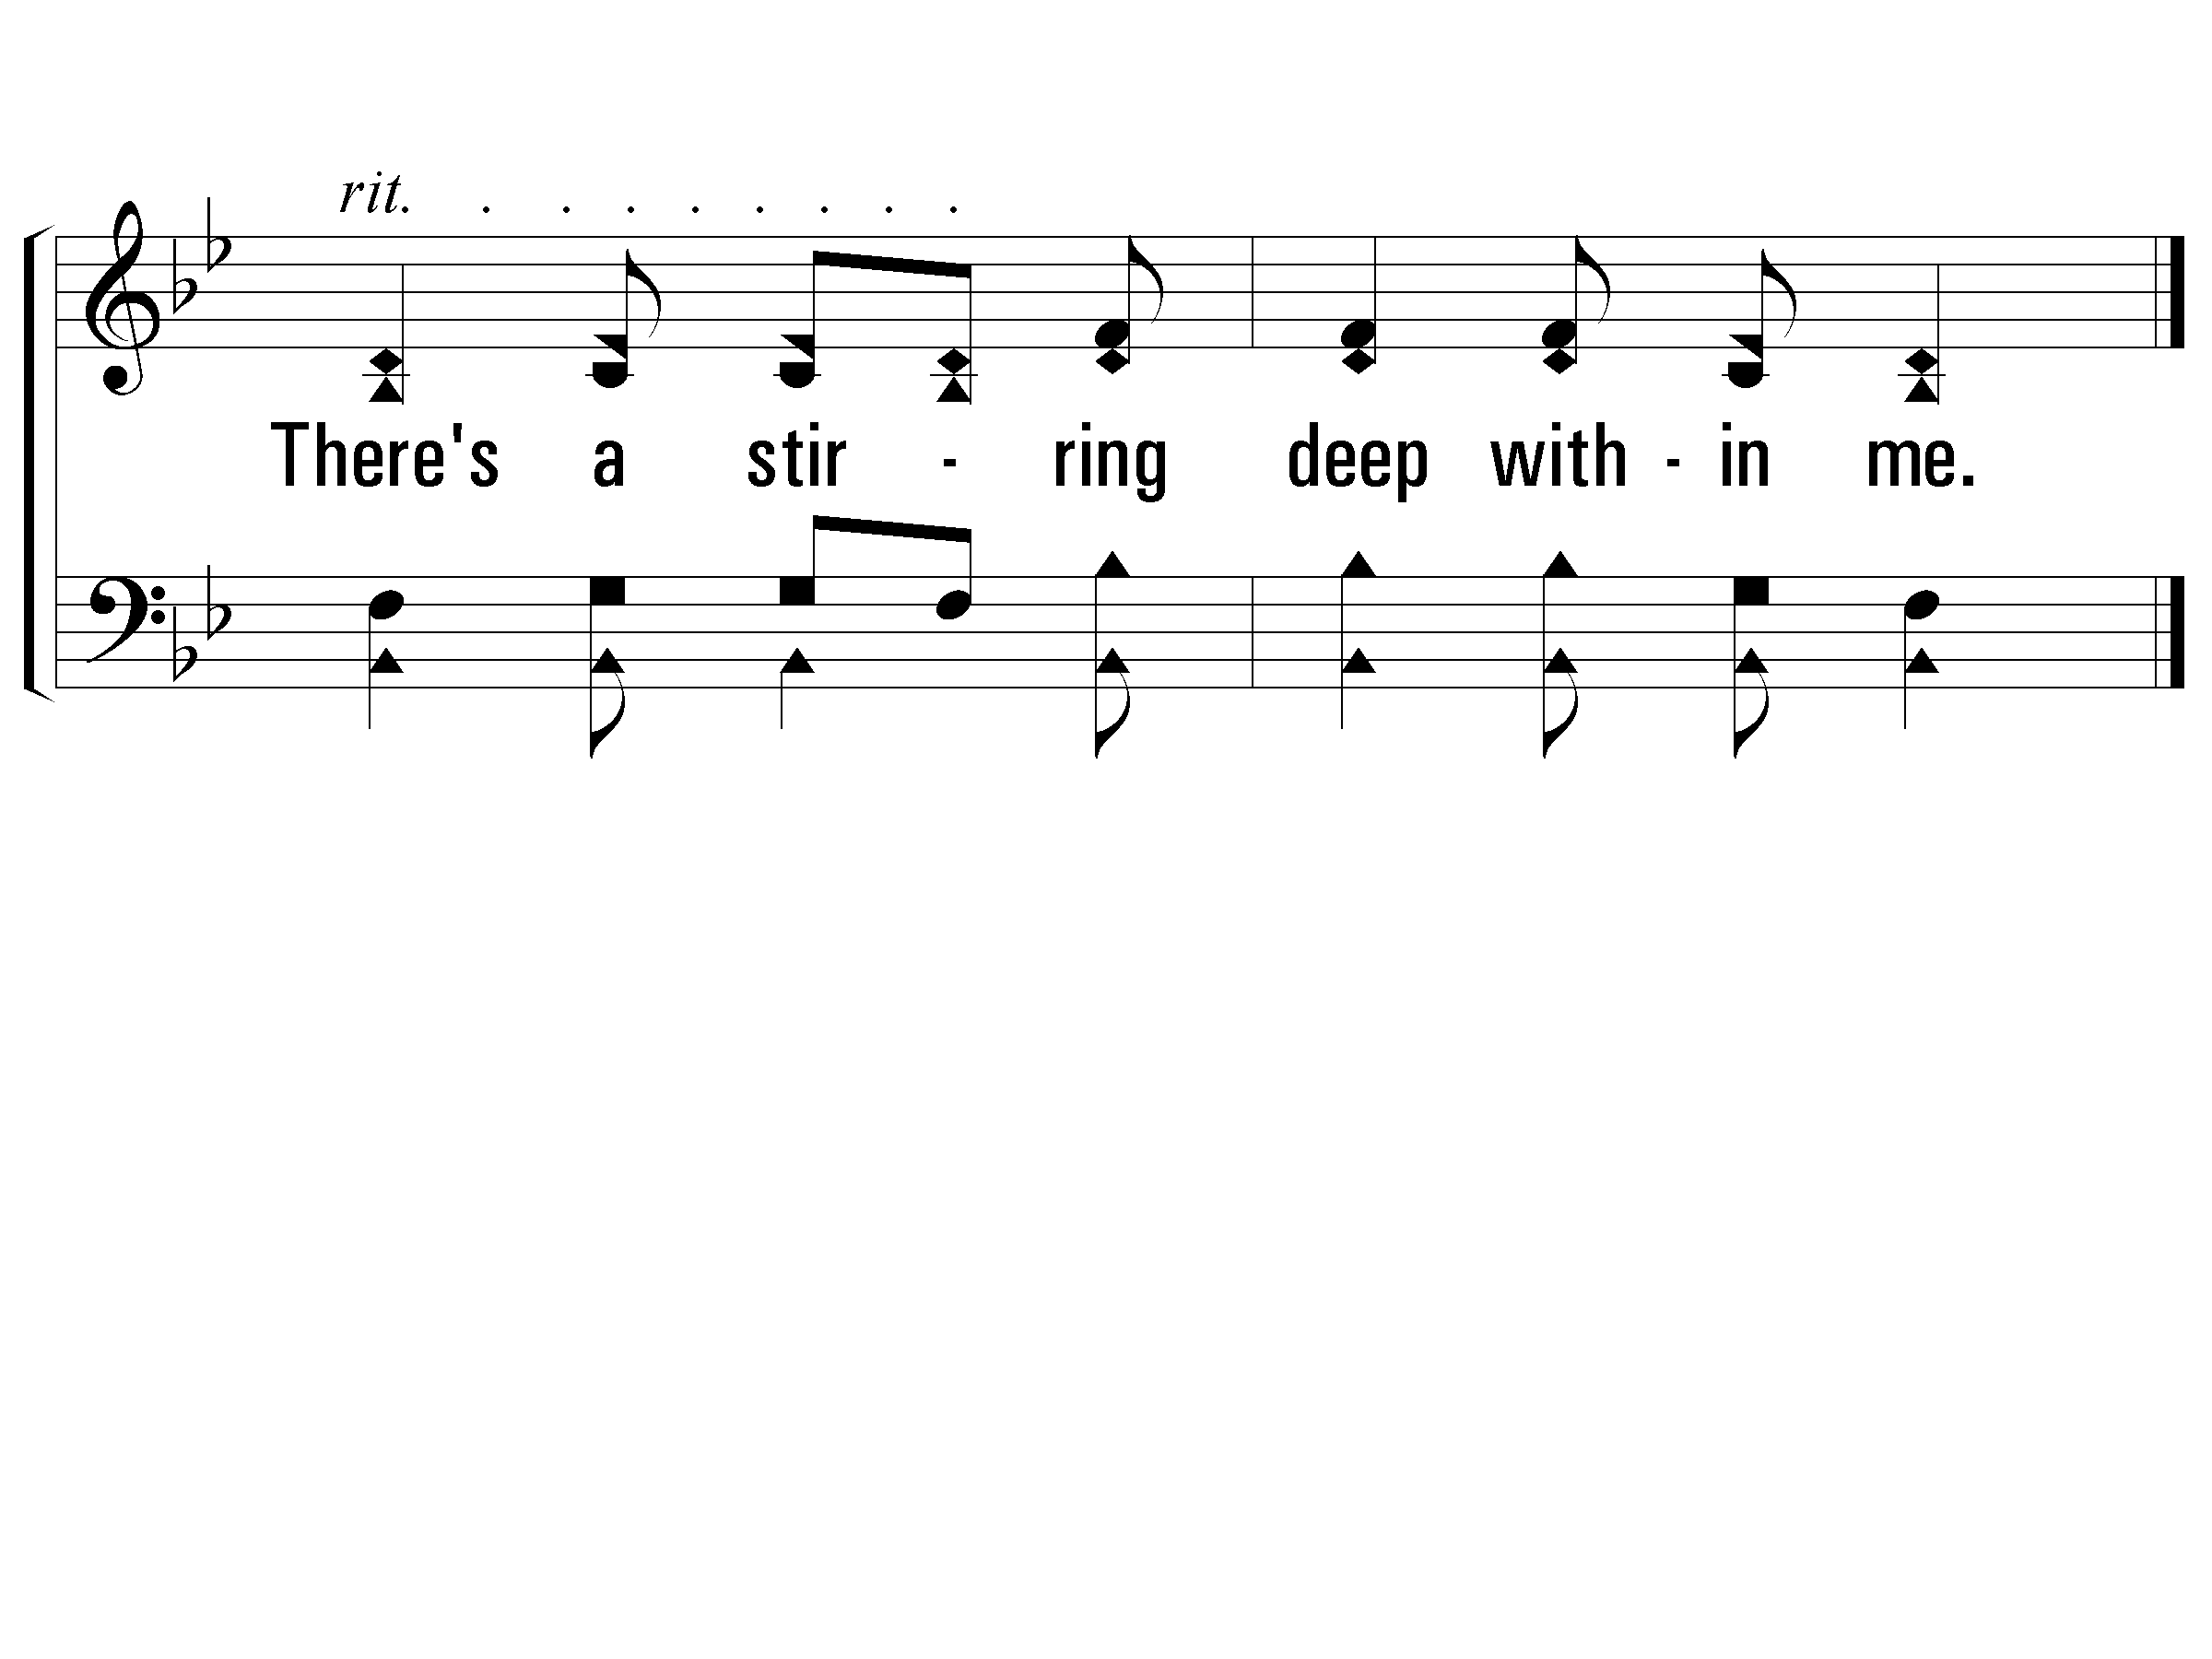 rit. . . . . . . . .
There's a stir - ring deep with - in me.